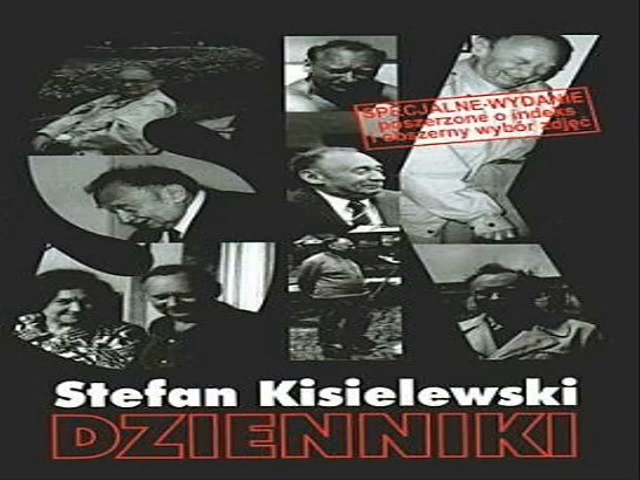 SPECJALNE WYDANIE
poszerzone o indeks
i obszerny wybór zdjęć
Stefan Kisielewski
DZIENNIKI